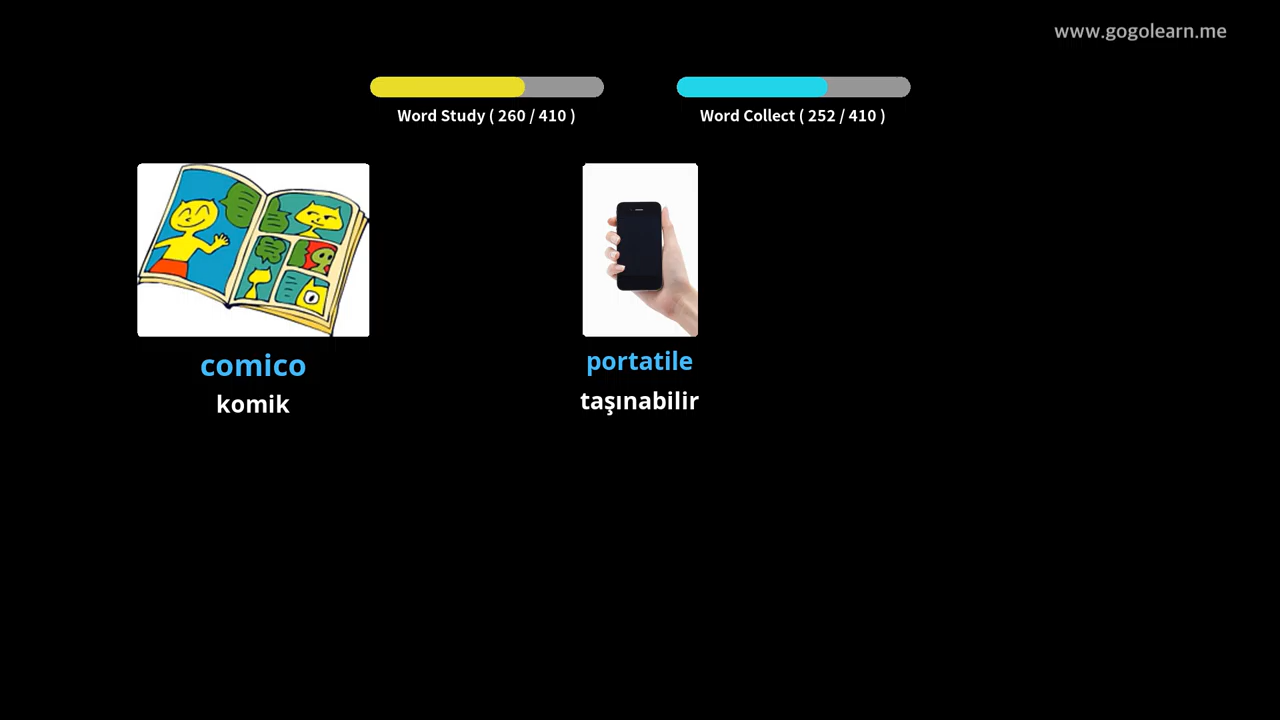 www.gogolearn.me
Word Study ( 260 / 410 )
Word Collect ( 252 / 410 )
comico
komik
portatile
taşınabilir